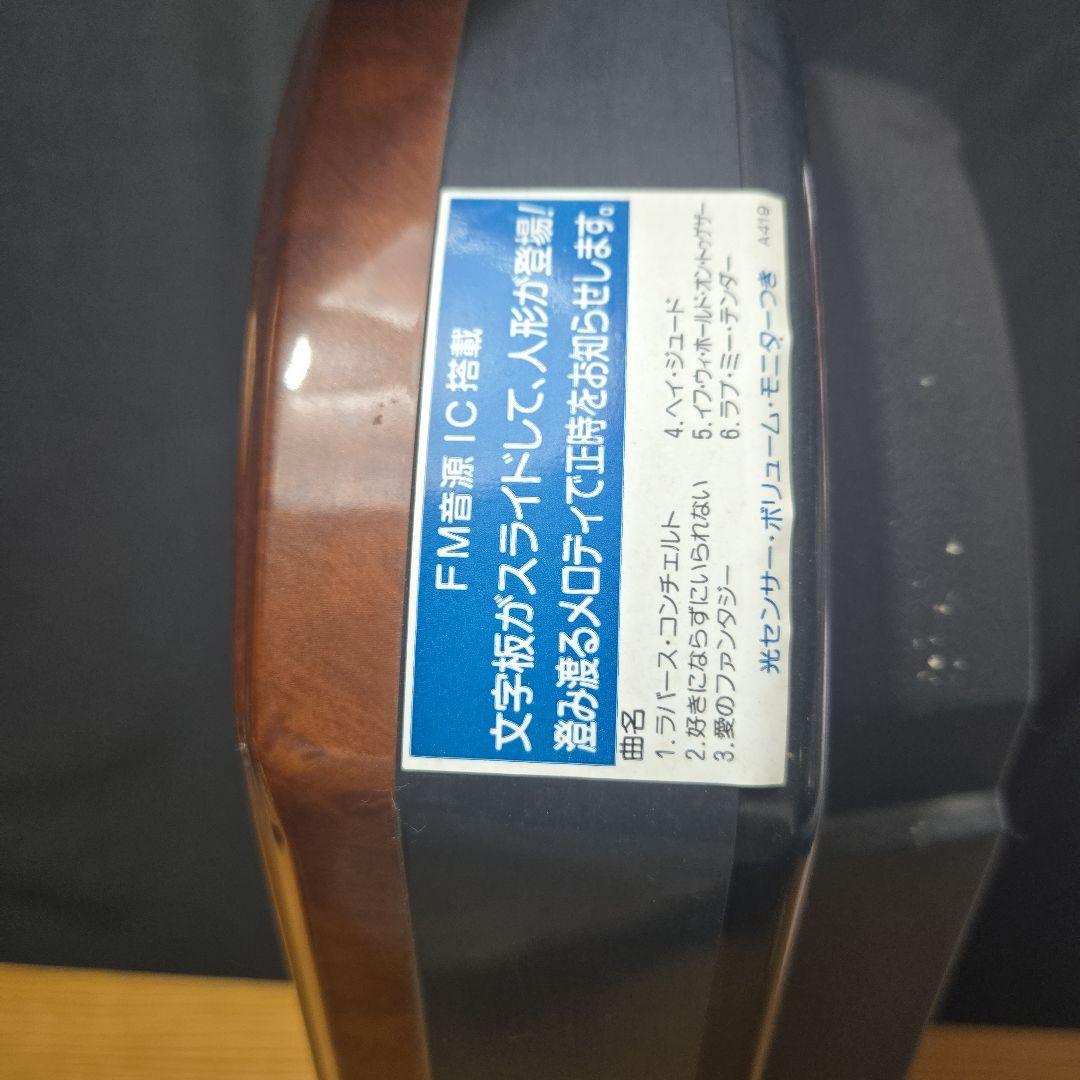 FM音源IC搭載
文字板がスライドして、人形が登場!
澄み渡るメロディで正時をお知らせします。
曲名
1.ラバース・コンチェルト
2.好きにならずにいられない
3.愛のファンタジー
4.ヘイ・ジュード
5.イフ・ウィ・ホールド・オン・トゥゲザー
6.ラブ・ミー・テンダー
光センサー・ボリューム・モニターつき
A419